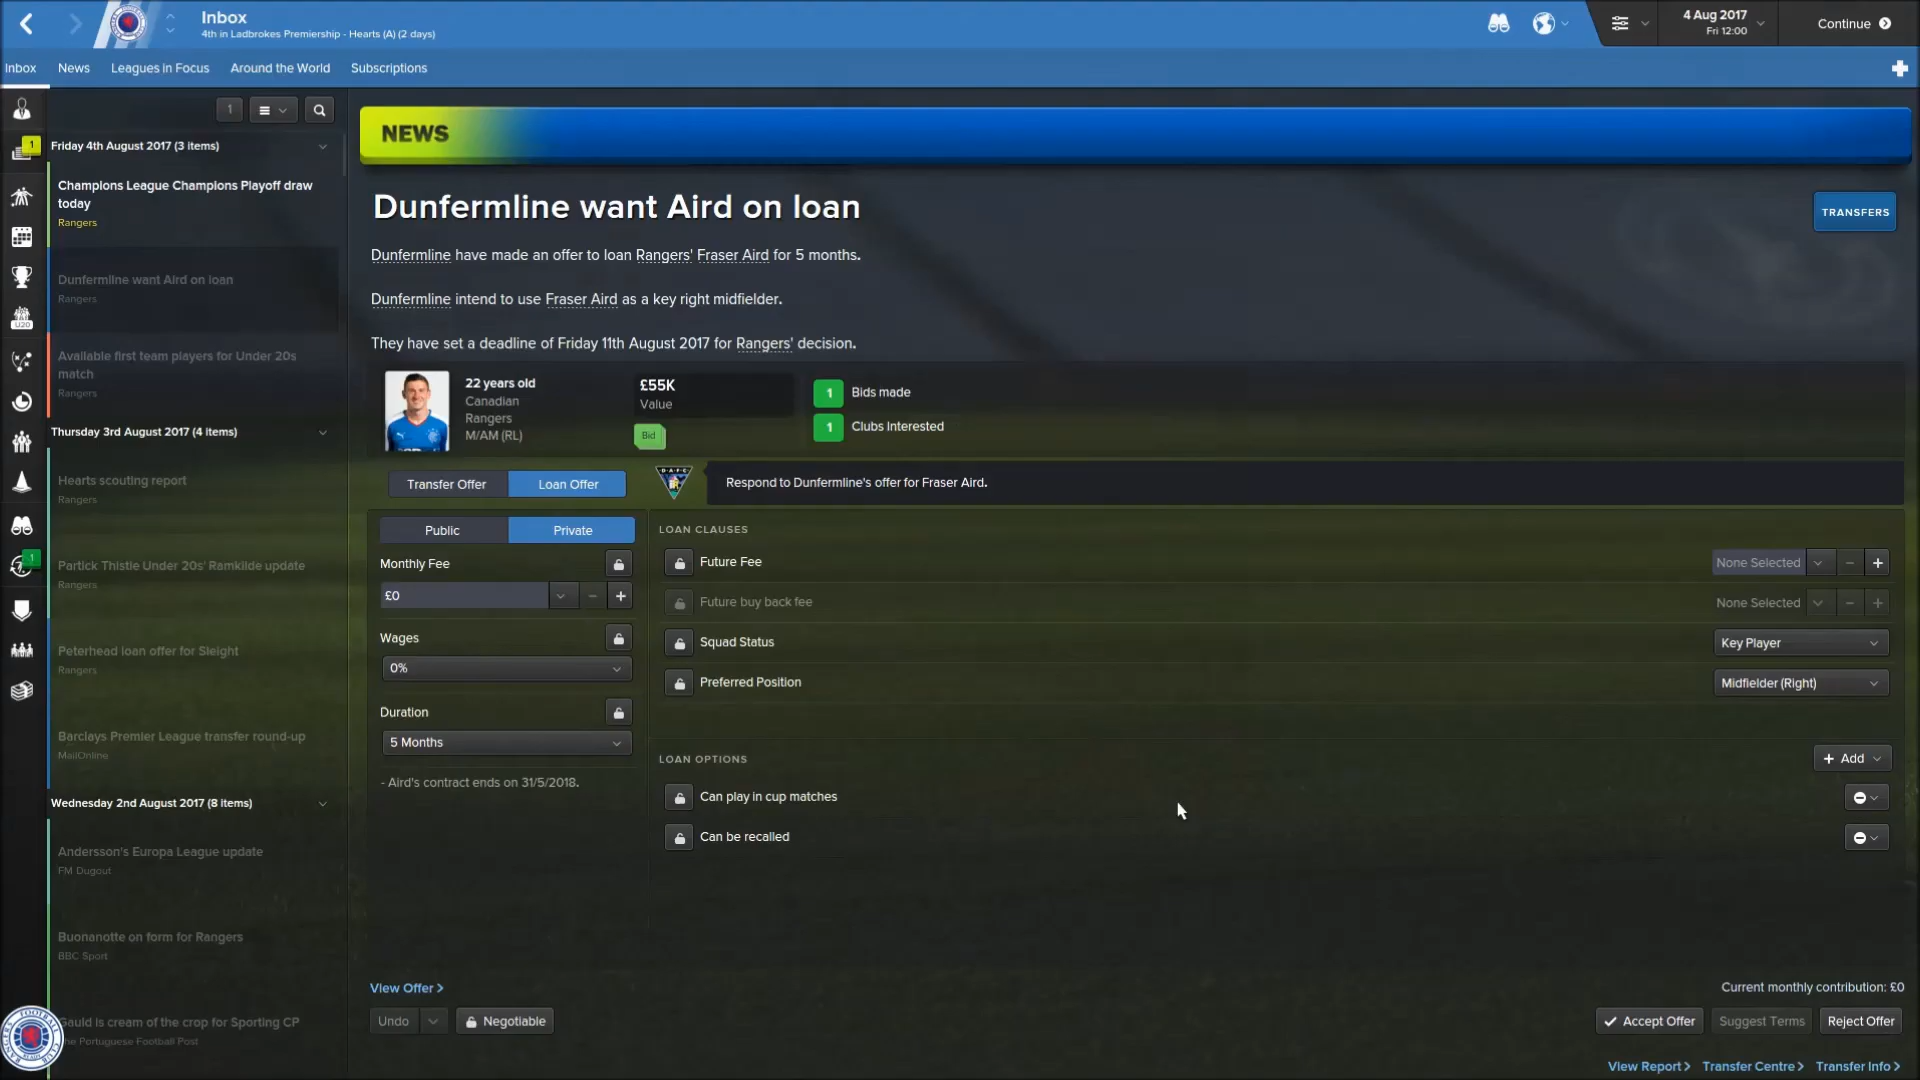 Inbox
4th in Ladbrokes Premiership - Hearts (A) (2 days)
4 Aug 2017
Fri 12:00
Continue
Inbox
News
Leagues in Focus
Around the World
Subscriptions
1
Friday 4th August 2017 (3 items)
Champions League Champions Playoff draw
today
Rangers
Dunfermline want Aird on loan
Rangers
Available first team players for Under 20s
match
Rangers
Thursday 3rd August 2017 (4 items)
Hearts scouting report
Rangers
Partick Thistle Under 20s' Ramkilde update
Rangers
Peterhead loan offer for Sleight
Rangers
Barclays Premier League transfer round-up
MailOnline
Wednesday 2nd August 2017 (8 items)
Andersson's Europa League update
FM Dugout
Buonanotte on form for Rangers
BBC Sport
Gauld is cream of the crop for Sporting CP
The Portuguese Football Post
1
U20
1
NEWS
Dunfermline want Aird on loan
TRANSFERS
Dunfermline have made an offer to loan Rangers' Fraser Aird for 5 months.
Dunfermline intend to use Fraser Aird as a key right midfielder.
They have set a deadline of Friday 11th August 2017 for Rangers' decision.
22 years old
Canadian
Rangers
M/AM (RL)
£55K
Value
Bid
1 Bids made
1 Clubs Interested
Transfer Offer
Loan Offer
Respond to Dunfermline's offer for Fraser Aird.
Public
Private
Monthly Fee
£0
Wages
0%
Duration
5 Months
- Aird's contract ends on 31/5/2018.
LOAN CLAUSES
Future Fee
None Selected
Future buy back fee
None Selected
Squad Status
Key Player
Preferred Position
Midfielder (Right)
LOAN OPTIONS
Add
Can play in cup matches
Can be recalled
View Offer >
Current monthly contribution: £0
Undo
Negotiable
Accept Offer
Suggest Terms
Reject Offer
View Report >
Transfer Centre >
Transfer Info >